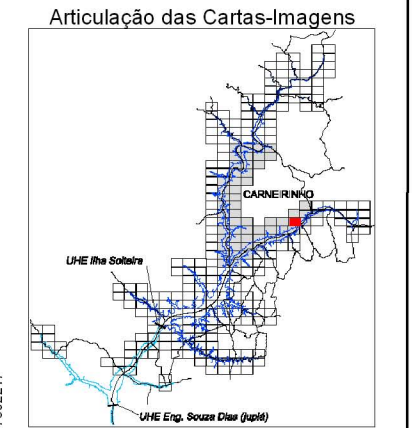 Articulação das Cartas-Imagens
CARNEIRINHO
UHE Ilha Solteira
UHE Eng. Souza Dias (jupiá)